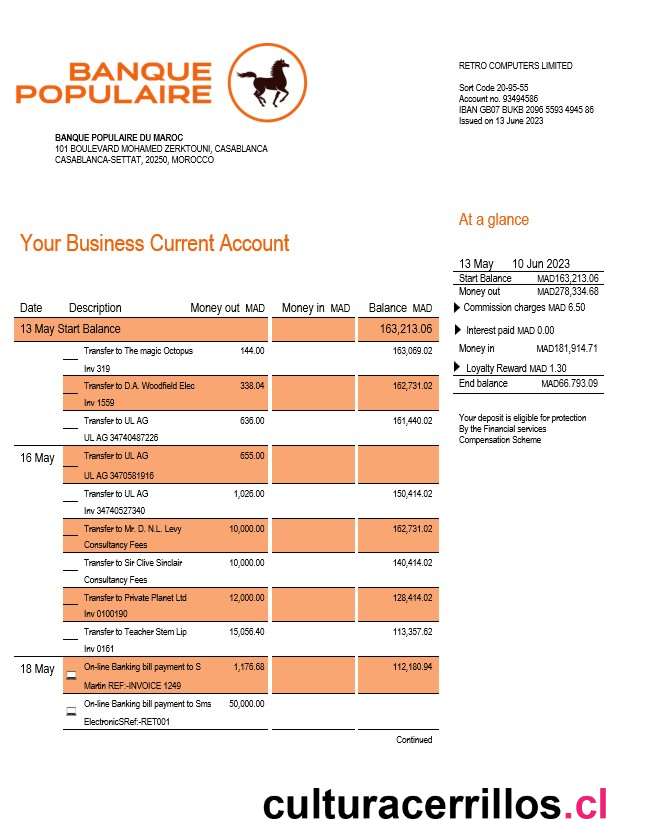 BANQUE
POPULAIRE
RETRO COMPUTERS LIMITED
Sort Code 20-95-55
Account no. 93494586
IBAN GB07 BUKB 2096 5593 4945 86
Issued on 13 June 2023
BANQUE POPULAIRE DU MAROC
101 BOULEVARD MOHAMED ZERKTOUNI, CASABLANCA
CASABLANCA-SETTAT, 20250, MOROCCO
At a glance
Your Business Current Account
13 May 10 Jun 2023
Start Balance MAD163,213.06
Money out MAD278,334.68
Commission charges MAD 6.50
Interest paid MAD 0.00
Money in MAD181,914.71
Loyalty Reward MAD 1.30
End balance MAD66.793.09
Your deposit is eligible for protection
By the Financial services
Compensation Scheme
Date Description Money out MAD Money in MAD Balance MAD
13 May Start Balance 163,213.06
Transfer to The magic Octopus 144.00 163,069.02
Inv 319
Transfer to D.A. Woodfield Elec 338.04 162,731.02
Inv 1559
Transfer to UL AG 636.00 161,440.02
UL AG 34740487226
16 May Transfer to UL AG 655.00
UL AG 3470581916
Transfer to UL AG 1,026.00 150,414.02
Inv 34740527340
Transfer to Mr. D. N.L. Levy 10,000.00 162,731.02
Consultancy Fees
Transfer to Sir Clive Sinclair 10,000.00 140,414.02
Consultancy Fees
Transfer to Private Planet Ltd 12,000.00 128,414.02
Inv 0100190
Transfer to Teacher Stem Lip 15,056.40 113,357.62
Inv 0161
18 May On-line Banking bill payment to S 1,176.68 112,180.94
Martin REF:-INVOICE 1249
On-line Banking bill payment to Sms 50,000.00
ElectronicSRef:-RET001
Continued
culturacerrillos.cl